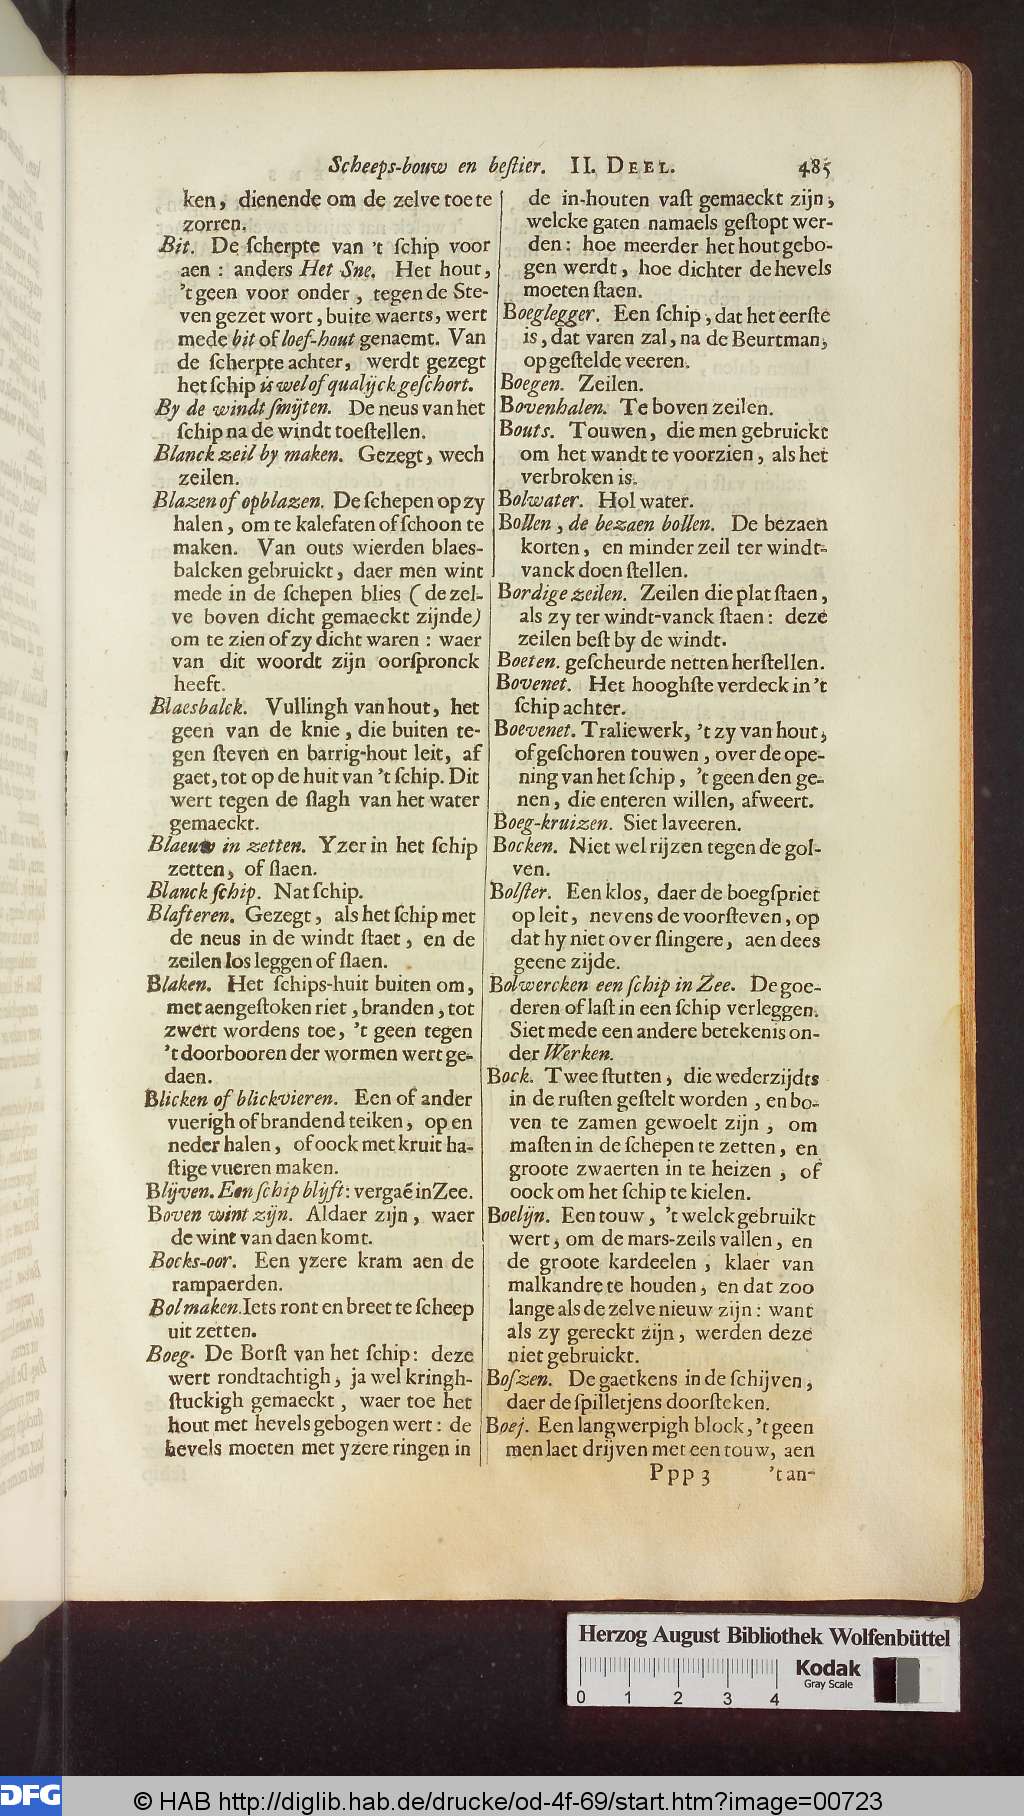 Scheeps-bouw en beſtier. II. DEEL. 485
ken, dienende om de zelve toe te
zorren.
Bit. De ſcherpte van 't ſchip voor
aen : anders Het Sne. Het hout,
't geen voor onder, tegen de Ste-
ven gezet wort, buite waerts, wert
mede bit of loef-hout genaemt. Van
de ſcherpte achter, werdt gezegt
het ſchip is wel of qualijck geſchort.
By de windt ſmijten. De neus van het
ſchip na de windt toeſtellen.
Blanck zeil by maken. Gezegt, wech
zeilen.
Blazen of opblazen. De ſchepen op zy
halen, om te kalefaten of ſchoon te
maken. Van outs wierden blaes-
balcken gebruickt, daer men wint
mede in de ſchepen blies (de zel-
ve boven dicht gemaeckt zijnde)
om te zien of zy dicht waren : waer
van dit woordt zijn oorſpronck
heeft.
Blaesbalck. Vullingh van hout, het
geen van de knie, die buiten te-
gen ſteven en barrig-hout leit, af
gaet, tot op de huit van 't ſchip. Dit
wert tegen de ſlagh van het water
gemaeckt.
Blaeuw in zetten. Yzer in het ſchip
zetten, of ſlaen.
Blanck ſchip. Nat ſchip.
Blaſteren. Gezegt, als het ſchip met
de neus in de windt ſtaet, en de
zeilen los leggen of ſlaen.
Blaken. Het ſchips-huit buiten om,
met aengeſtoken riet, branden, tot
zwert wordens toe, 't geen tegen
't doorbooren der wormen wert ge-
daen.
Blicken of blickvieren. Een of ander
vuerigh of brandend teiken, op en
neder halen, of oock met kruit ha-
ſtige vueren maken.
Blijven. Een ſchip blijft : vergaé in Zee.
Boven wint zijn. Aldaer zijn, waer
de wint van daen komt.
Bocks-oor. Een yzere kram aen de
rampaerden.
Bol maken. Iets ront en breet te ſcheep
uit zetten.
Boeg. De Borſt van het ſchip: deze
wert rondtachtigh, ja wel kringh-
ſtuckigh gemaeckt, waer toe het
hout met hevels gebogen wert : de
hevels moeten met yzere ringen in
de in-houten vaſt gemaeckt zijn,
welcke gaten namaels geſtopt wer-
den : hoe meerder het hout gebo-
gen werdt, hoe dichter de hevels
moeten ſtaen.
Boeglegger. Een ſchip, dat het eerſte
is, dat varen zal, na de Beurtman,
opgeſtelde veeren.
Boegen. Zeilen.
Bovenhalen. Te boven zeilen.
Bouts. Touwen, die men gebruickt
om het wandt te voorzien, als het
verbroken is.
Bolwater. Hol water.
Bollen, de bezaen bollen. De bezaen
korten, en minder zeil ter windt-
vanck doen ſtellen.
Bordige zeilen. Zeilen die plat ſtaen,
als zy ter windt-vanck ſtaen : deze
zeilen beſt by de windt.
Boeten. geſcheurde netten herſtellen.
Bovenet. Het hooghſte verdeck in 't
ſchip achter.
Boevenet. Traliewerk, 't zy van hout,
of geſchoren touwen, over de ope-
ning van het ſchip, 't geen den ge-
nen, die enteren willen, afweert.
Boeg-kruizen. Siet laveeren.
Bocken. Niet wel rijzen tegen de gol-
ven.
Bolſter. Een klos, daer de boegſpriet
op leit, nevens de voorſteven, op
dat hy niet over ſlingere, aen dees
geene zijde.
Bolwercken een ſchip in Zee. De goe-
deren of laſt in een ſchip verleggen.
Siet mede een andere betekenis on-
der Werken.
Bock. Twee ſtutten, die wederzijdts
in de ruſten geſtelt worden, en bo-
ven te zamen gewoelt zijn, om
maſten in de ſchepen te zetten, en
groote zwaerten in te heizen, of
oock om het ſchip te kielen.
Boelijn. Een touw, 't welck gebruikt
wert, om de mars-zeils vallen, en
de groote kardeelen, klaer van
malkandre te houden, en dat zoo
lange als de zelve nieuw zijn : want
als zy gereckt zijn, werden deze
niet gebruickt.
Boſzen. De gaetkens in de ſchijven,
daer de ſpilletjens doorſteken.
Boej. Een langwerpigh block, 't geen
men laet drijven met een touw, aen
Ppp 3 't an-
Herzog August Bibliothek Wolfenbüttel
Kodak
Gray Scale
0 1 2 3 4
DFG © HAB http://diglib.hab.de/drucke/od-4f-69/start.htm?image=00723